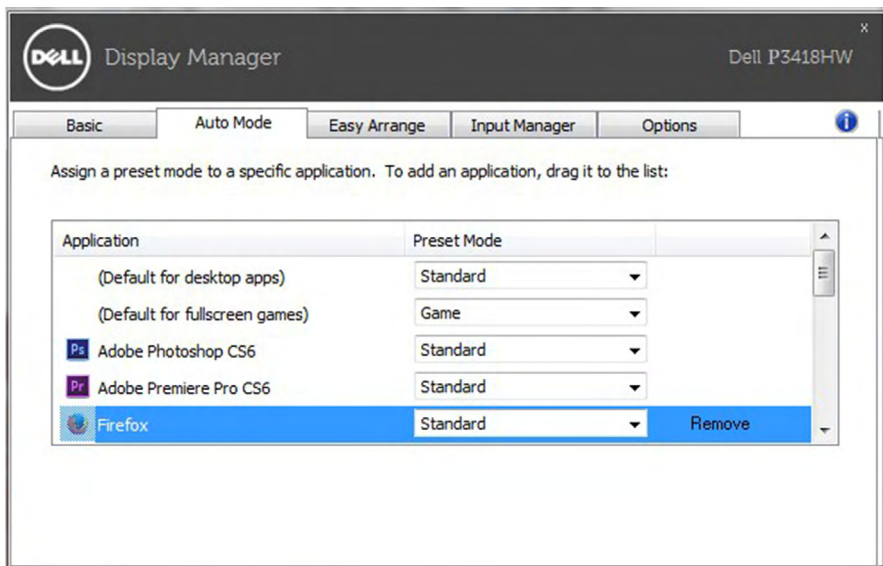 x
DELL Display Manager Dell P3418HW
Basic Auto Mode Easy Arrange Input Manager Options i
Assign a preset mode to a specific application. To add an application, drag it to the list:
Application Preset Mode
(Default for desktop apps) Standard
(Default for fullscreen games) Game
Ps Adobe Photoshop CS6 Standard
Pr Adobe Premiere Pro CS6 Standard
Firefox Standard Remove